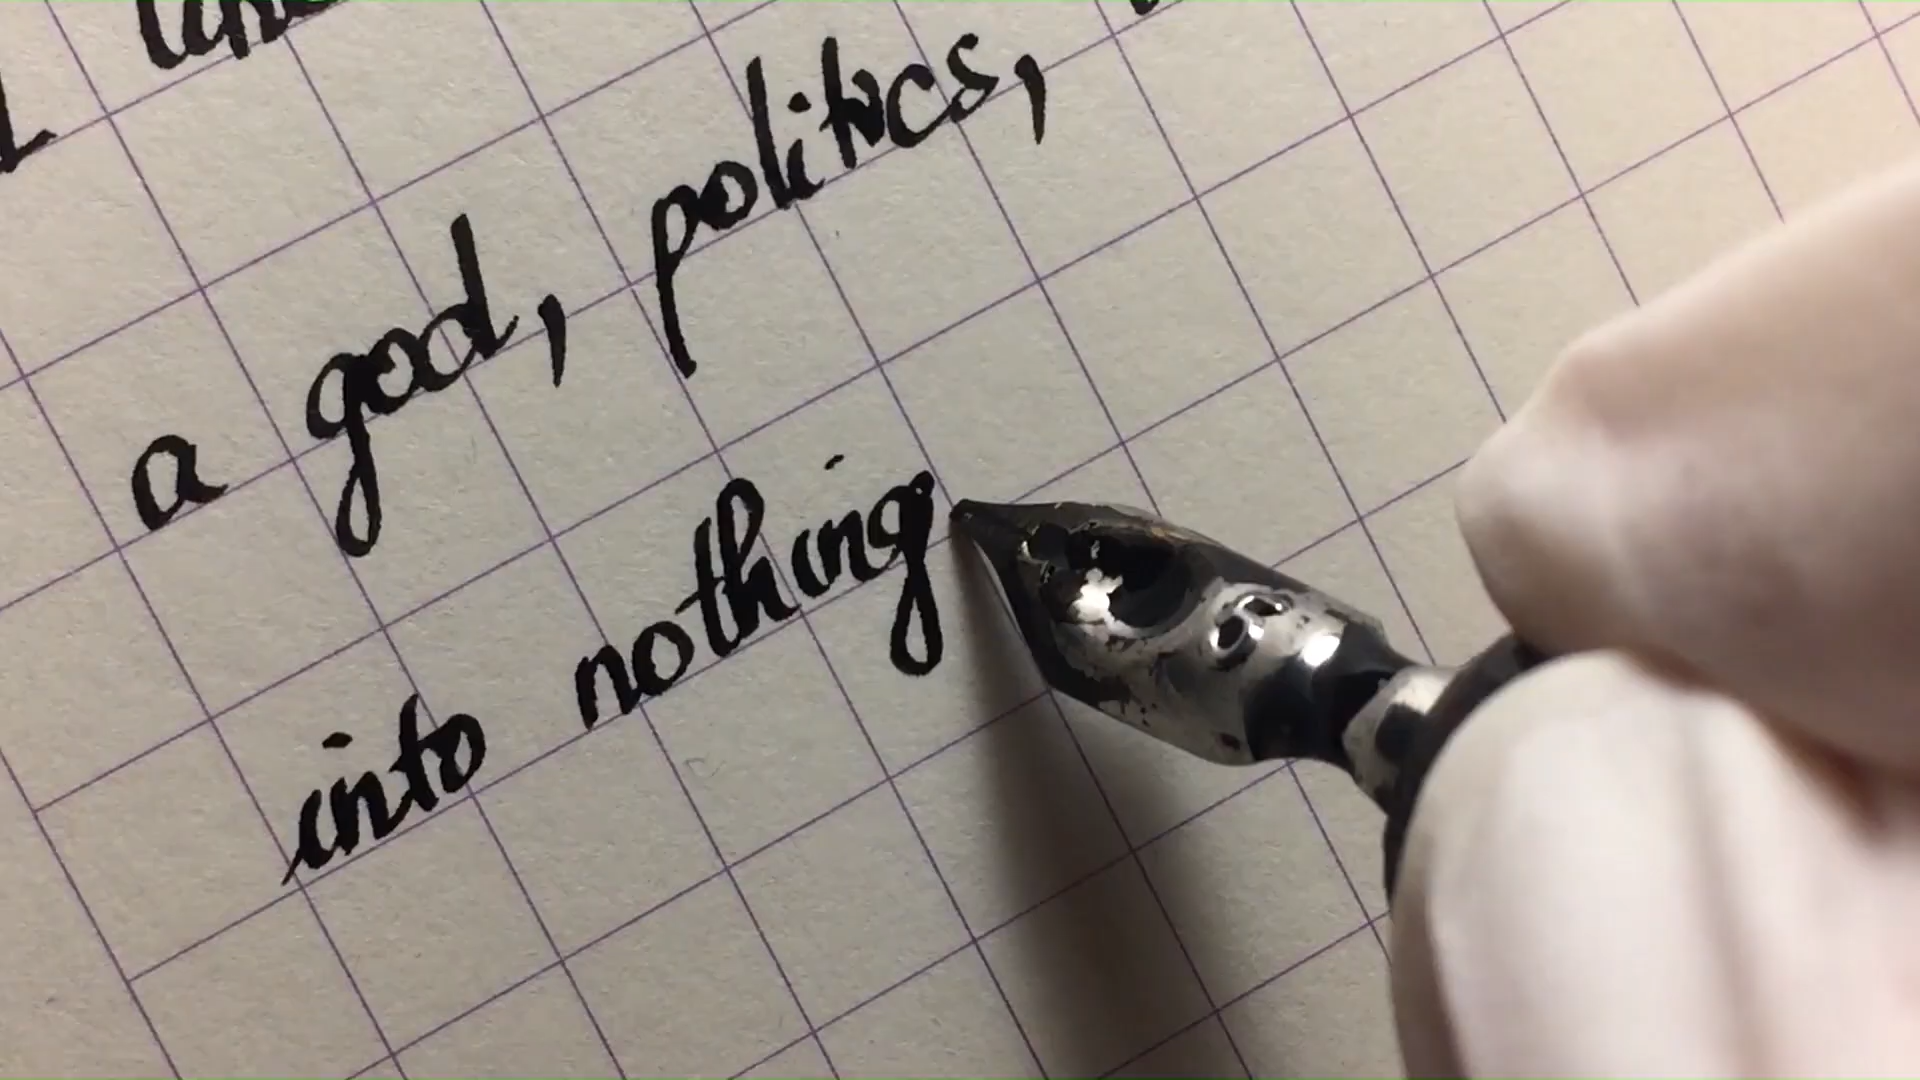 a god, politics,
into nothing